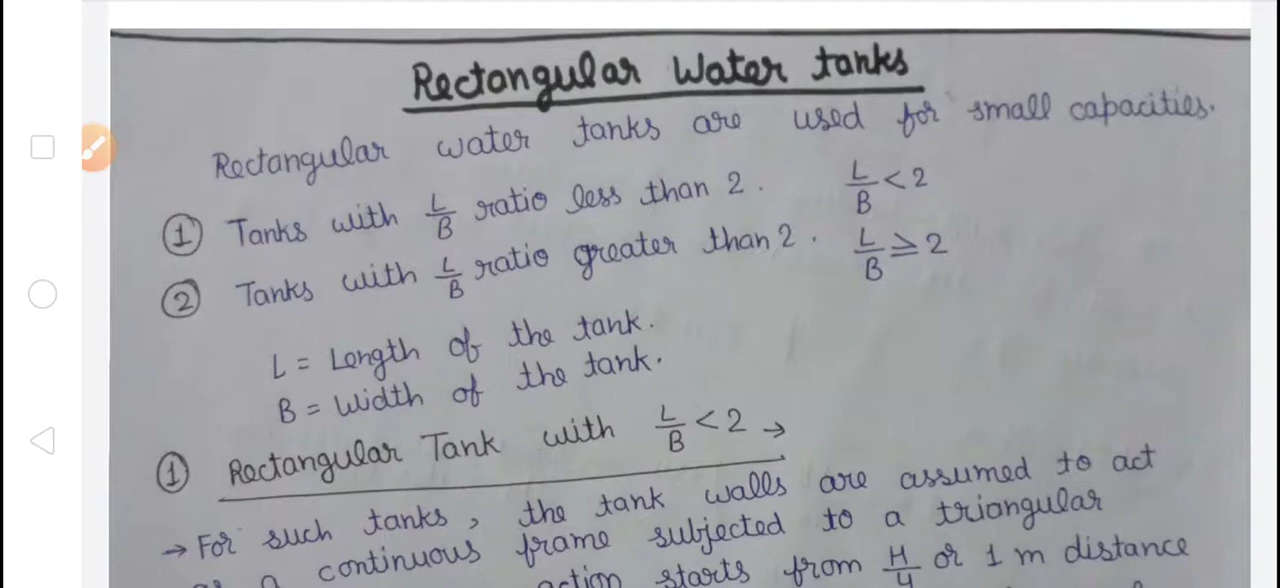 Rectangular Water tanks
Rectangular water tanks are used for small capacities.
① Tanks with L/B ratio less than 2. L/B < 2
② Tanks with L/B ratio greater than 2. L/B ≥ 2
L = Length of the tank.
B = Width of the tank.
① Rectangular Tank with L/B < 2 →
→ For such tanks, the tank walls are assumed to act
a continuous frame subjected to a triangular
action starts from H/4 or 1 m distance